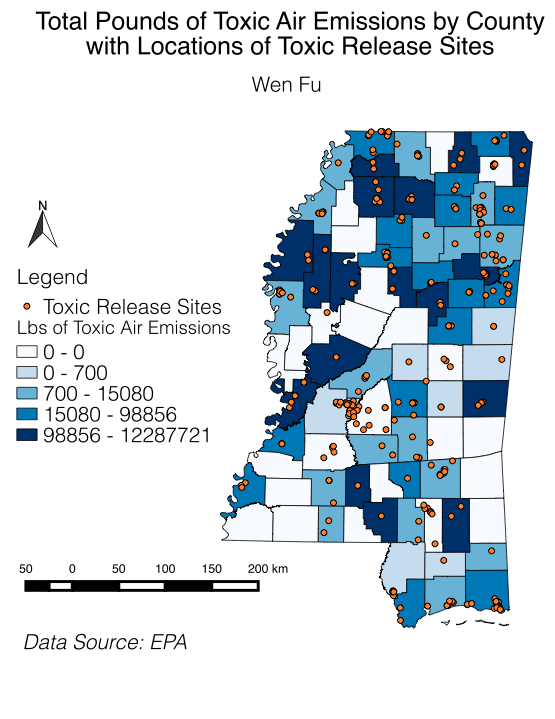 Total Pounds of Toxic Air Emissions by County
with Locations of Toxic Release Sites
Wen Fu
N
Legend
Toxic Release Sites
Lbs of Toxic Air Emissions
0 - 0
0 - 700
700 - 15080
15080 - 98856
98856 - 12287721
50 0 50 100 150 200 km
Data Source: EPA